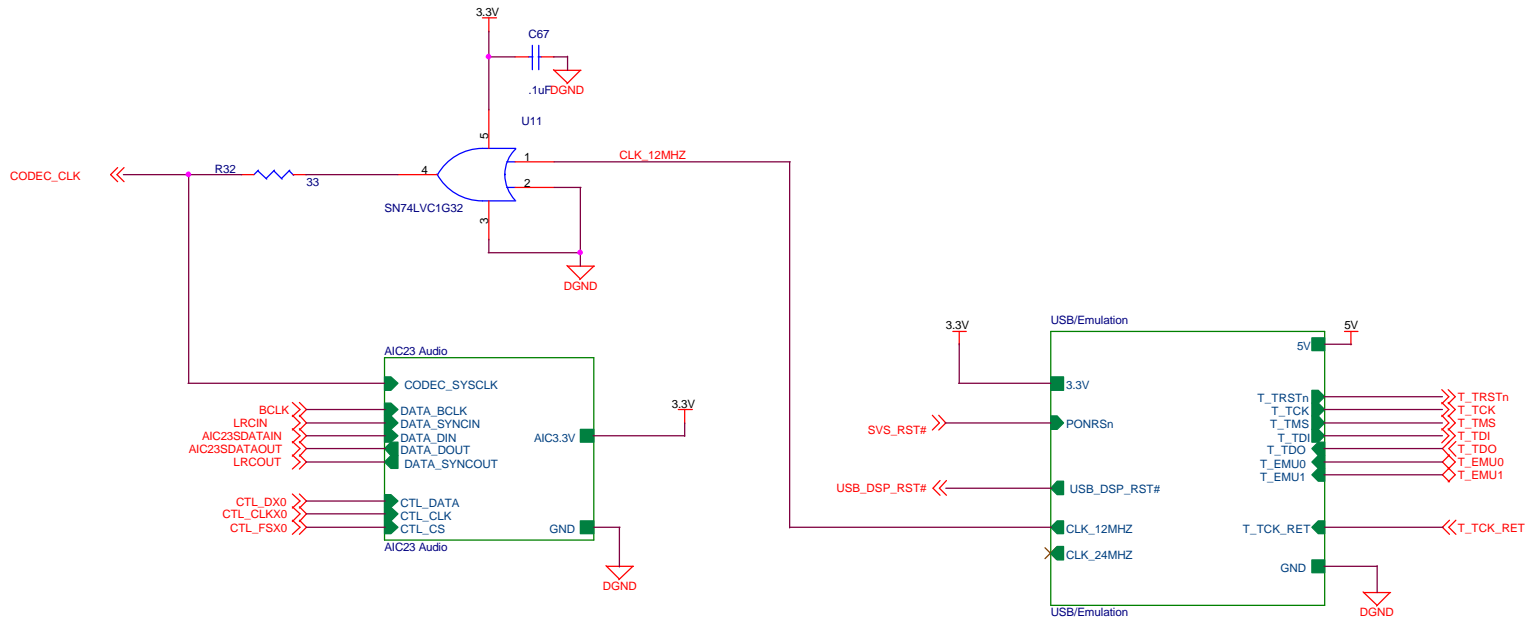 3.3V
C67
.1uF
DGND
U11
5
1
CLK_12MHZ
CODEC_CLK
R32
33
4
2
SN74LVC1G32
3
DGND
USB/Emulation
3.3V
5V
5V
AIC23 Audio
CODEC_SYSCLK
3.3V
BCLK
DATA_BCLK
LRCIN
DATA_SYNCIN
AIC23SDATAIN
DATA_DIN
AIC23SDATAOUT
DATA_DOUT
LRCOUT
DATA_SYNCOUT
3.3V
AIC3.3V
CTL_DX0
CTL_DATA
CTL_CLKX0
CTL_CLK
CTL_FSX0
CTL_CS
GND
AIC23 Audio
DGND
T_TRSTn
T_TRSTn
T_TCK
T_TCK
T_TMS
T_TMS
T_TDI
T_TDI
T_TDO
T_TDO
T_EMU0
T_EMU0
T_EMU1
T_EMU1
SVS_RST#
PONRSn
USB_DSP_RST#
USB_DSP_RST#
CLK_12MHZ
T_TCK_RET
T_TCK_RET
CLK_24MHZ
GND
DGND
USB/Emulation